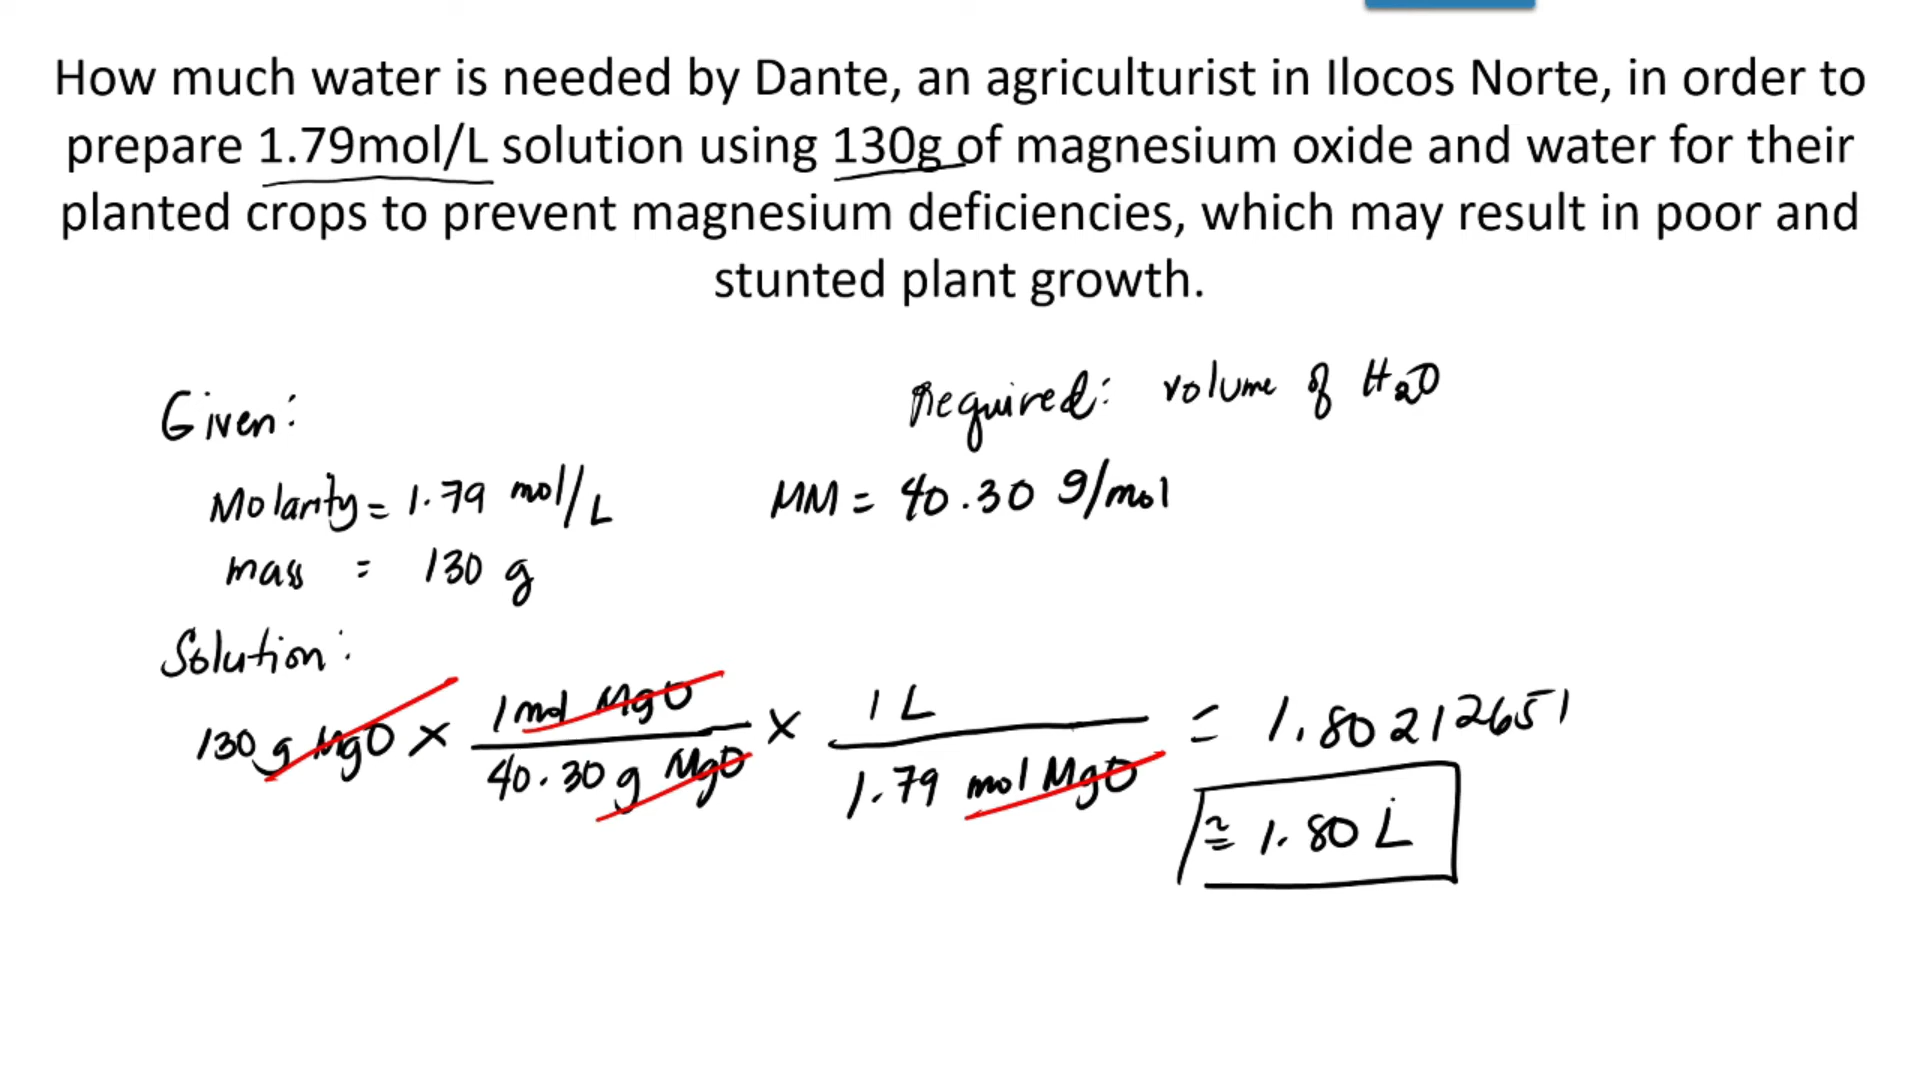 How much water is needed by Dante, an agriculturist in Ilocos Norte, in order to
prepare 1.79mol/L solution using 130g of magnesium oxide and water for their
planted crops to prevent magnesium deficiencies, which may result in poor and
stunted plant growth.
Given:
Required: volume of H2O
Molarity = 1.79 mol/L
MM = 40.30 g/mol
mass = 130 g
Solution:
130 g MgO × 1 mol MgO / 40.30 g MgO × 1 L / 1.79 mol MgO = 1.80212651
≅ 1.80 L